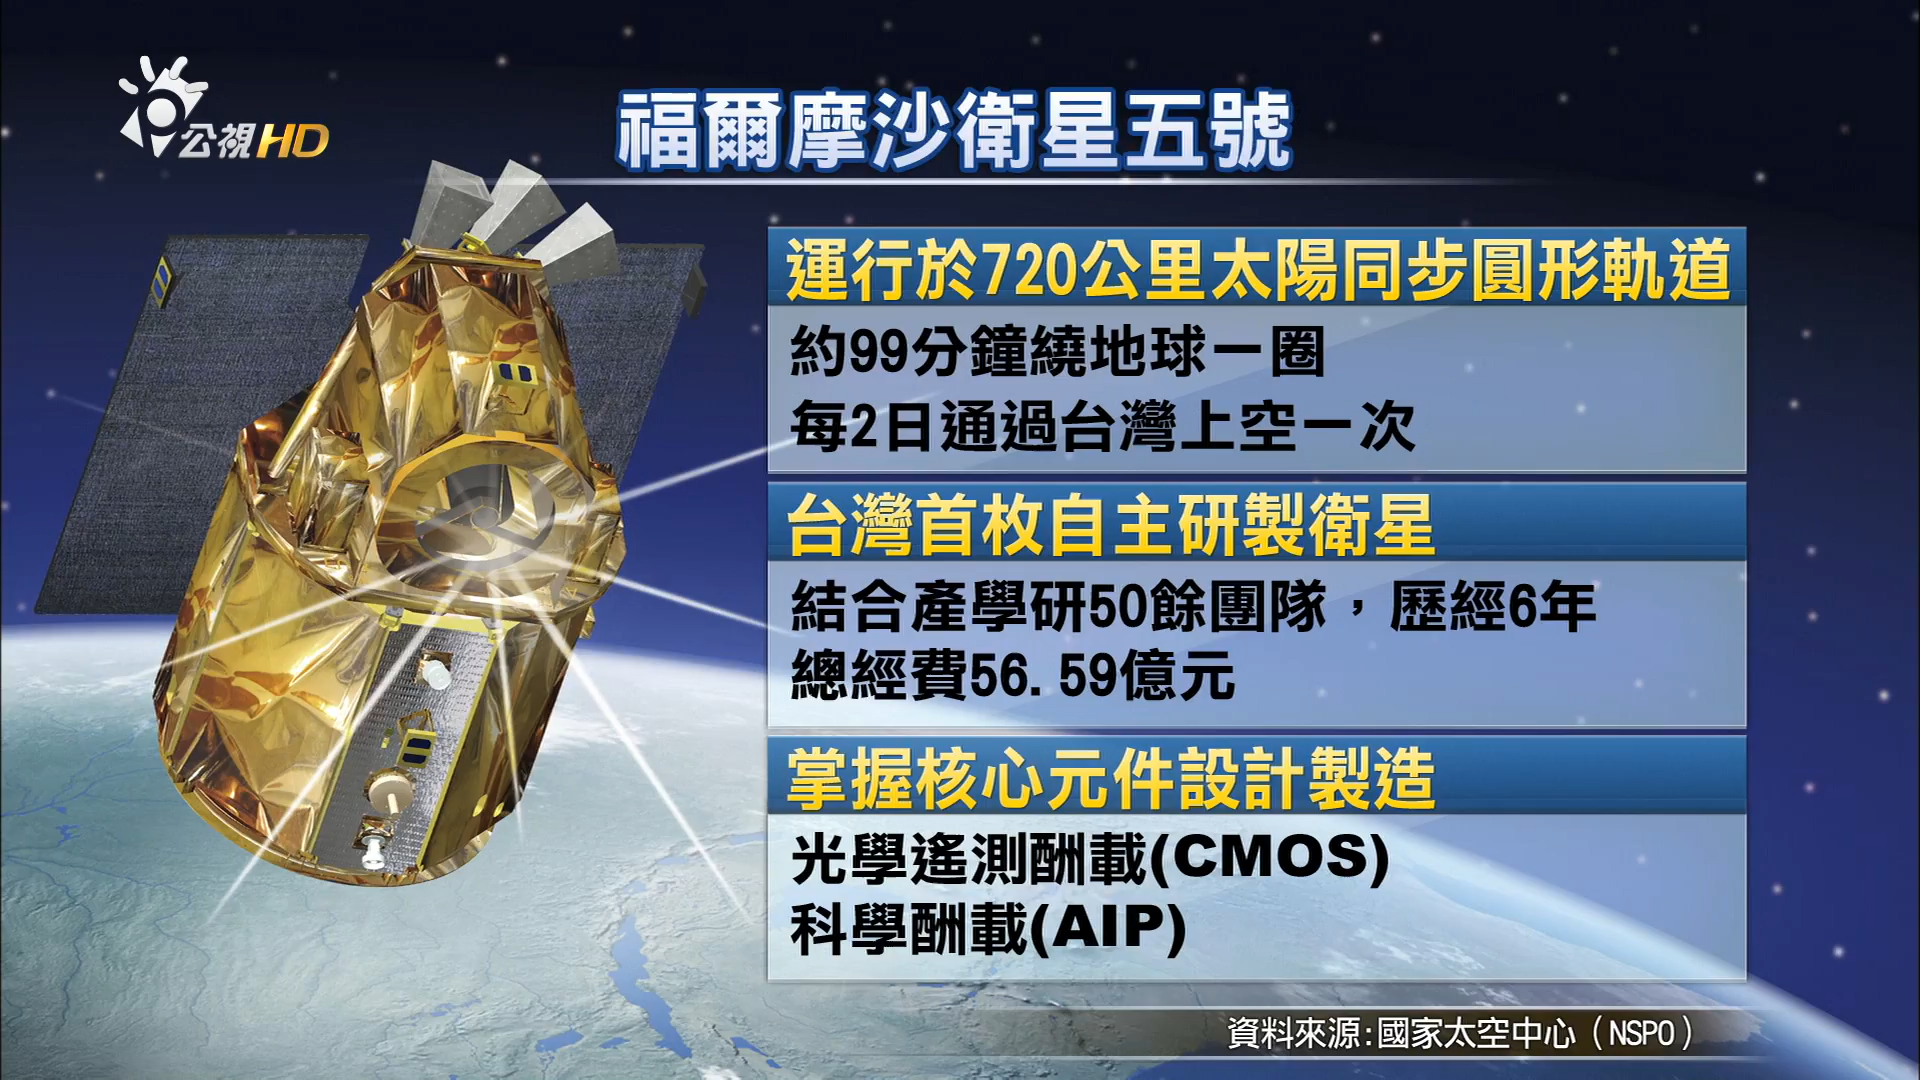 公視HD
福爾摩沙衛星五號
運行於720公里太陽同步圓形軌道
約99分鐘繞地球一圈
每2日通過台灣上空一次
台灣首枚自主研製衛星
結合產學研50餘團隊，歷經6年
總經費56.59億元
掌握核心元件設計製造
光學遙測酬載(CMOS)
科學酬載(AIP)
資料來源:國家太空中心（NSPO）